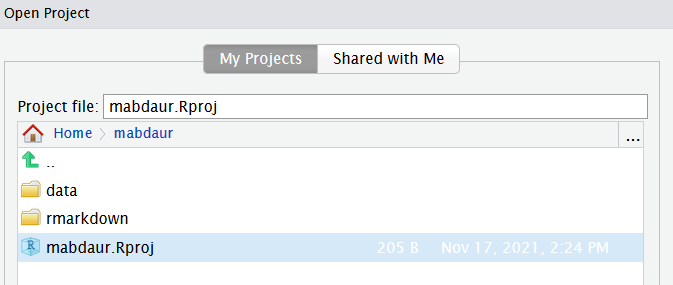 Open Project
My Projects Shared with Me
Project file: mabdaur.Rproj
Home mabdaur ...
..
data
rmarkdown
R mabdaur.Rproj 205 B Nov 17, 2021, 2:24 PM